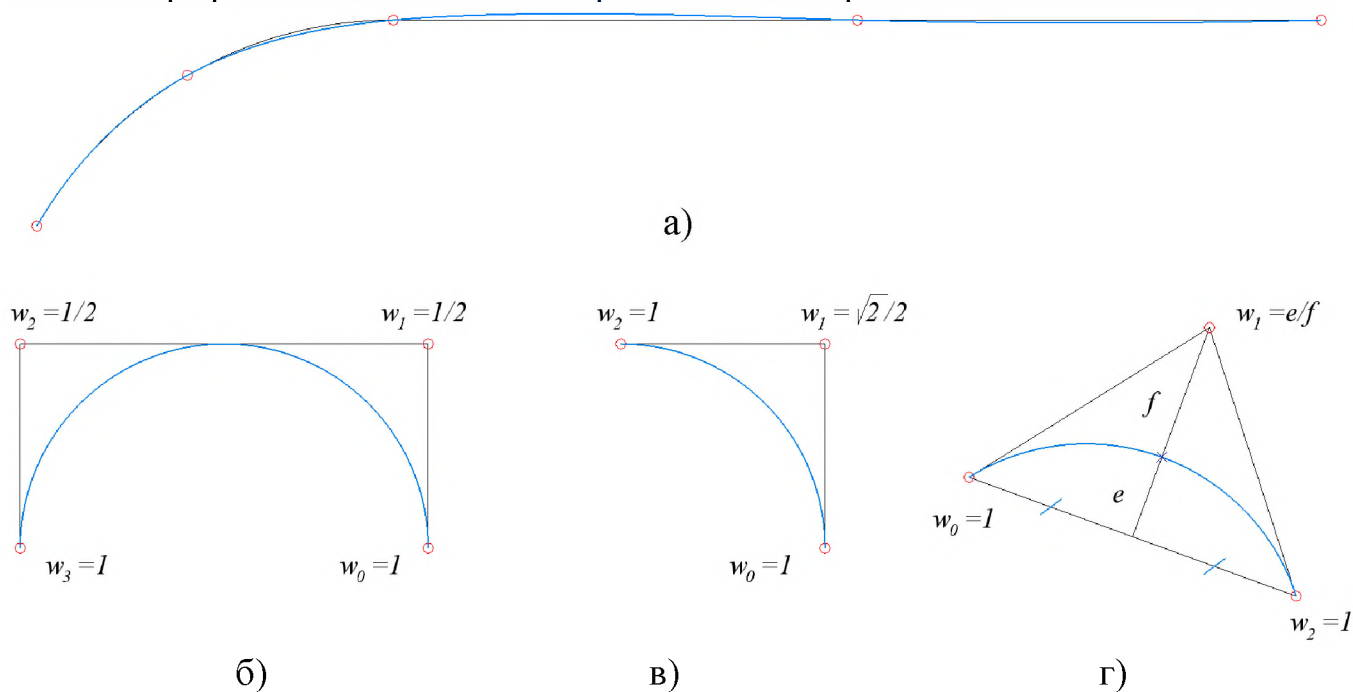 а)
w₂ =1/2
w₁ =1/2
w₂ =1
w₁ =√2/2
w₁ =e/f
f
e
w₃ =1
w₀ =1
w₀ =1
w₀ =1
w₂ =1
б)
в)
г)